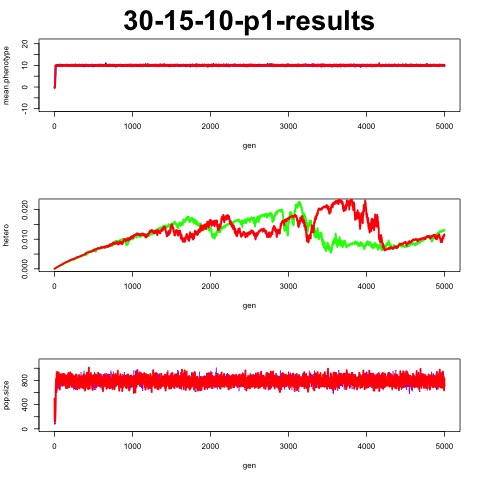 30-15-10-p1-results
mean.phenotype
20
10
0
-10
0 1000 2000 3000 4000 5000
gen
hetero
0.020
0.010
0.000
0 1000 2000 3000 4000 5000
gen
pop.size
800
400
0
0 1000 2000 3000 4000 5000
gen